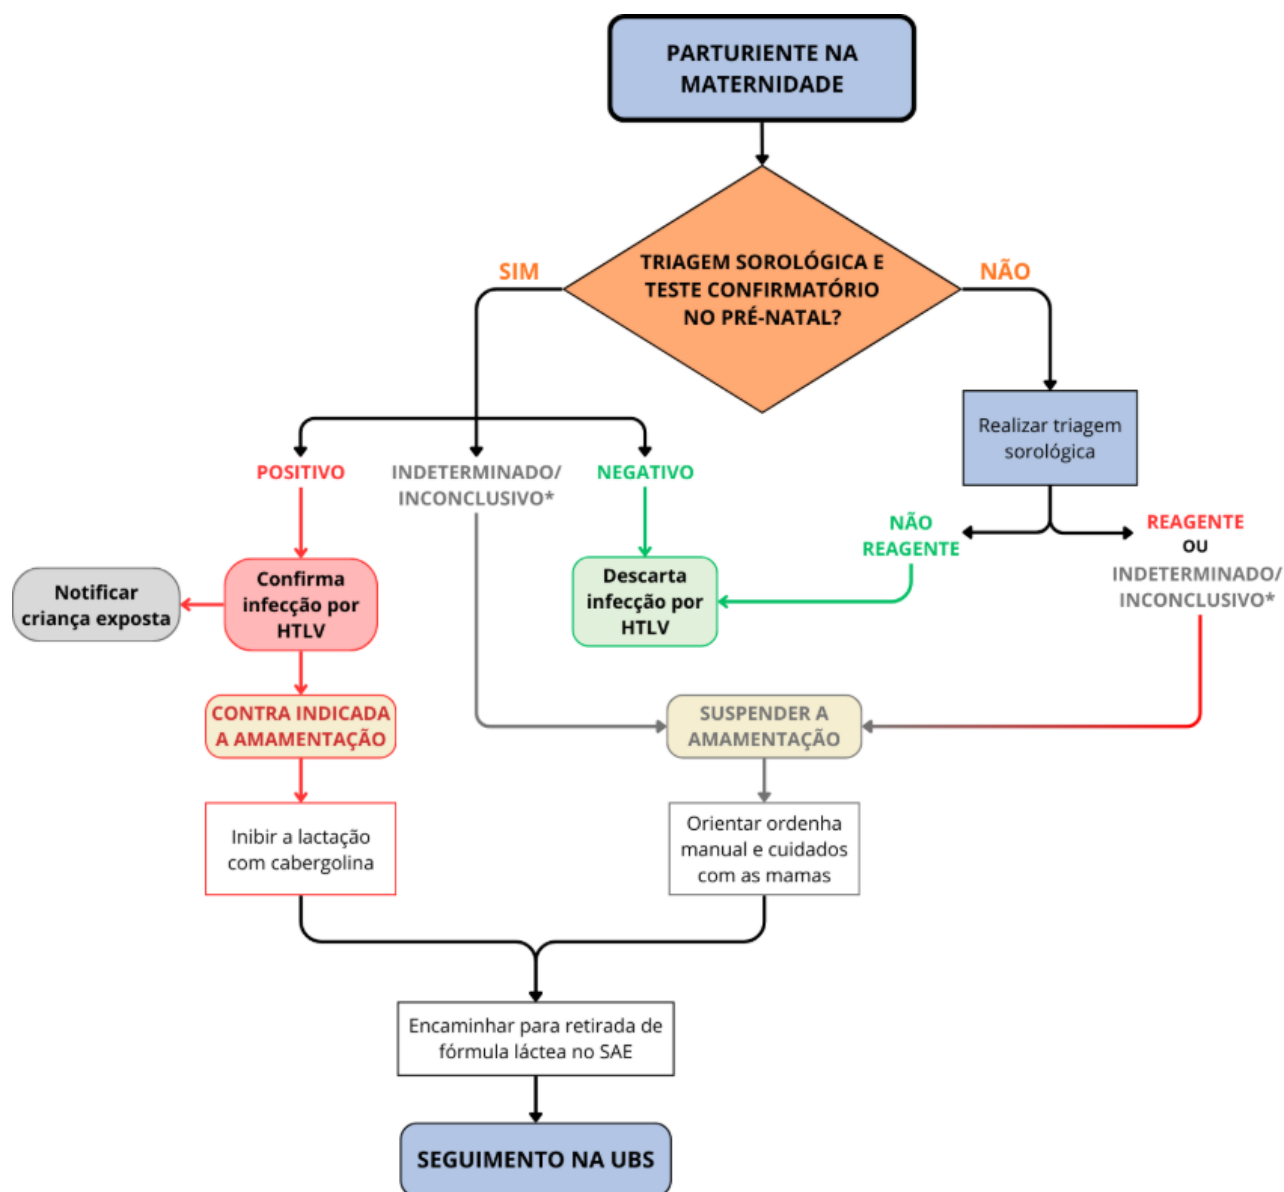 PARTURIENTE NA
MATERNIDADE
TRIAGEM SOROLÓGICA E
TESTE CONFIRMATÓRIO
NO PRÉ-NATAL?
SIM
NÃO
Realizar triagem
sorológica
POSITIVO
INDETERMINADO/
INCONCLUSIVO*
NEGATIVO
NÃO
REAGENTE
REAGENTE
OU
INDETERMINADO/
INCONCLUSIVO*
Notificar
criança exposta
Confirma
infecção por
HTLV
Descarta
infecção por
HTLV
CONTRA INDICADA
A AMAMENTAÇÃO
SUSPENDER A
AMAMENTAÇÃO
Inibir a lactação
com cabergolina
Orientar ordenha
manual e cuidados
com as mamas
Encaminhar para retirada de
fórmula láctea no SAE
SEGUIMENTO NA UBS